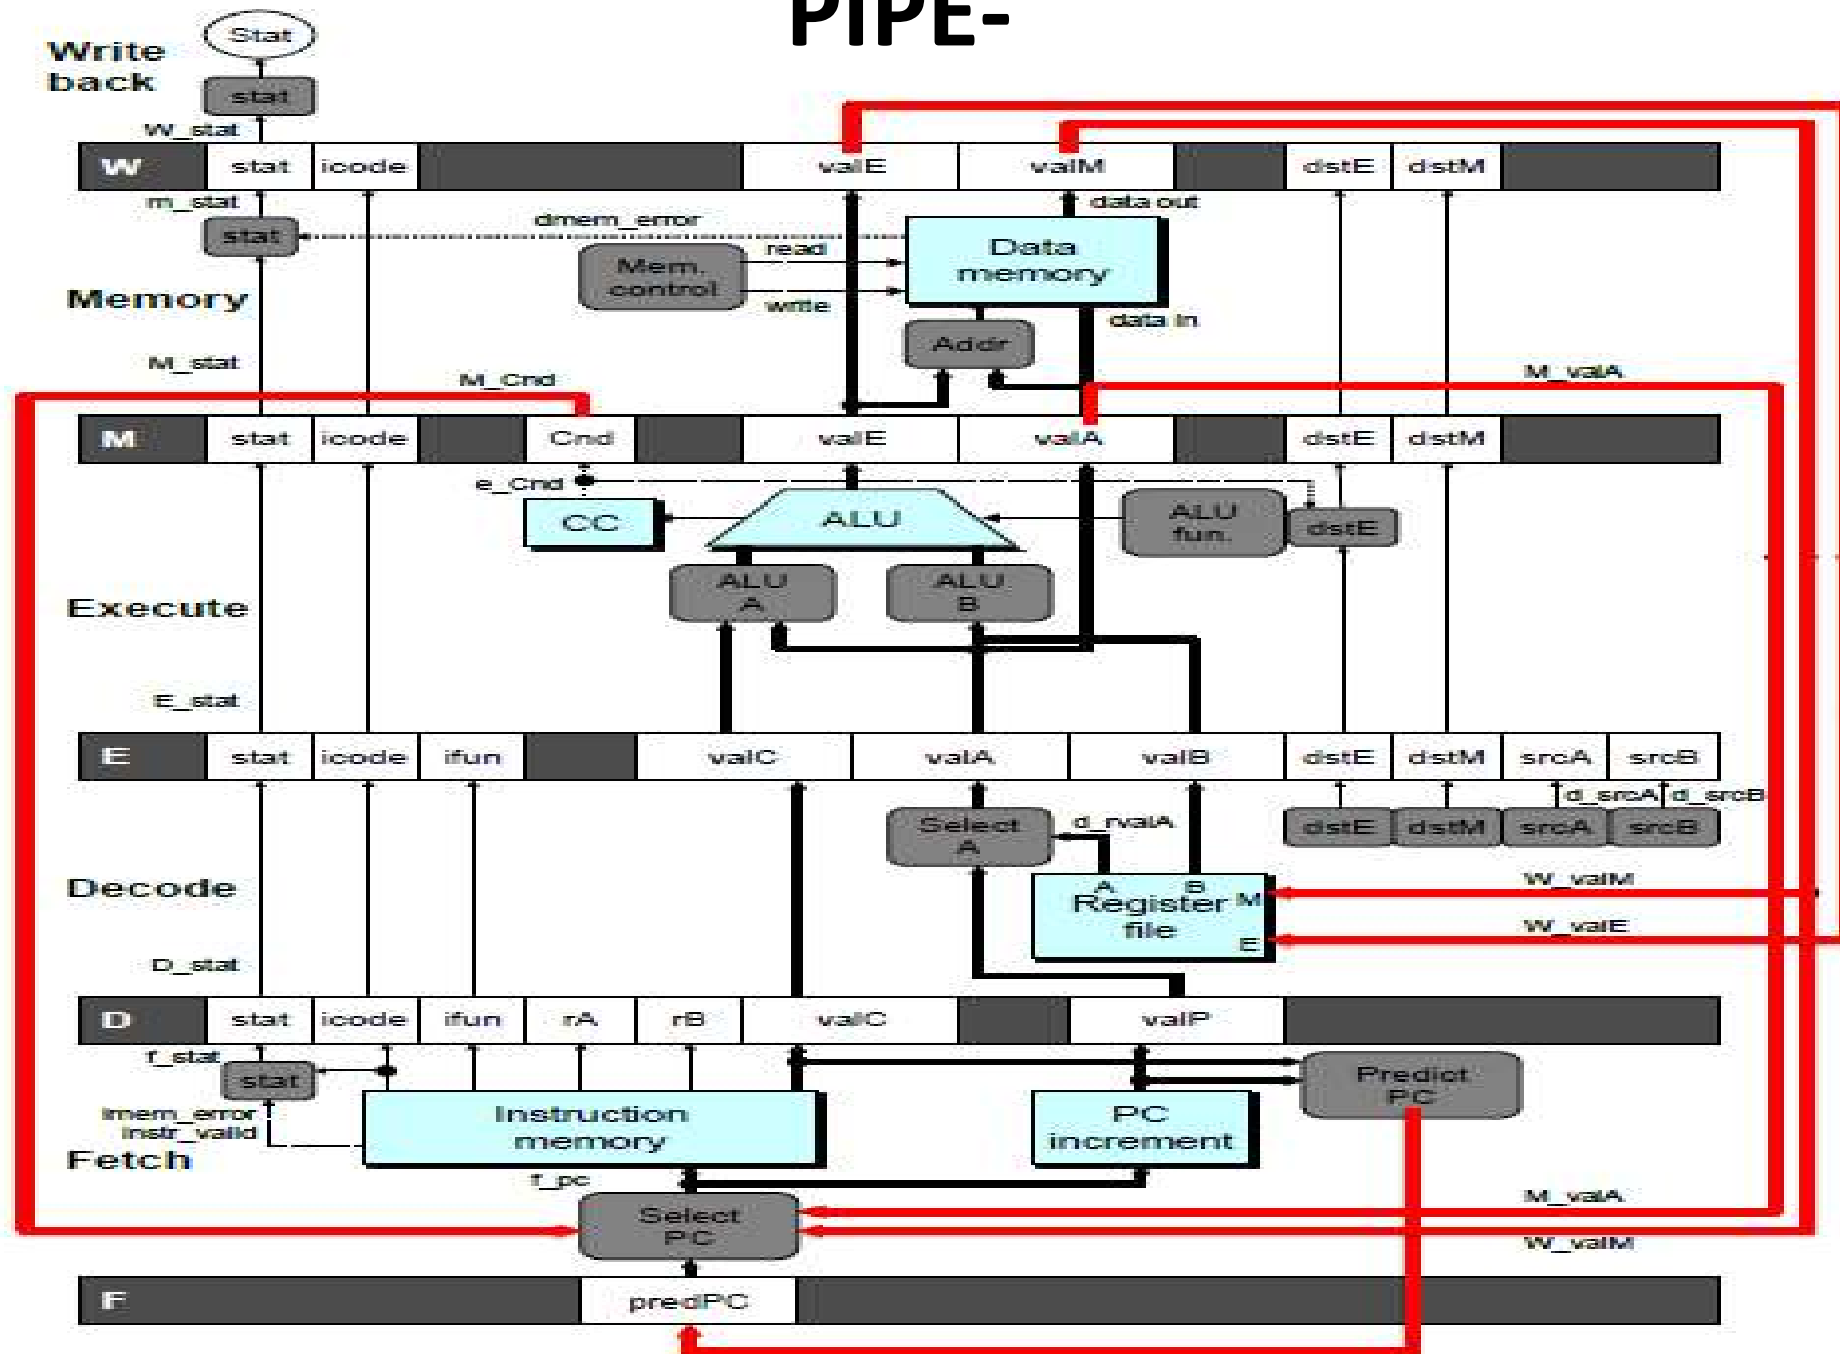 PIPE-
Write
back
Stat
stat
W_stat
W
stat
icode
valE
valM
dstE
dstM
m_stat
stat
dmem_error
data out
Data
memory
Mem.
control
read
write
Memory
Addr
data in
M_stat
M_Cnd
M_valA
M
stat
icode
Cnd
valE
valA
dstE
dstM
e_Cnd
CC
ALU
ALU
fun.
dstE
ALU
A
ALU
B
Execute
E_stat
E
stat
icode
ifun
valC
valA
valB
dstE
dstM
srcA
srcB
d_srcA
d_srcB
Select
A
d_rvalA
dstE
dstM
srcA
srcB
Decode
A
B
M
Register
file
E
W_valM
W_valE
D_stat
D
stat
icode
ifun
rA
rB
valC
valP
f_stat
stat
Predict
PC
imem_error
instr_valid
Instruction
memory
PC
increment
Fetch
f_pc
Select
PC
M_valA
W_valM
F
predPC